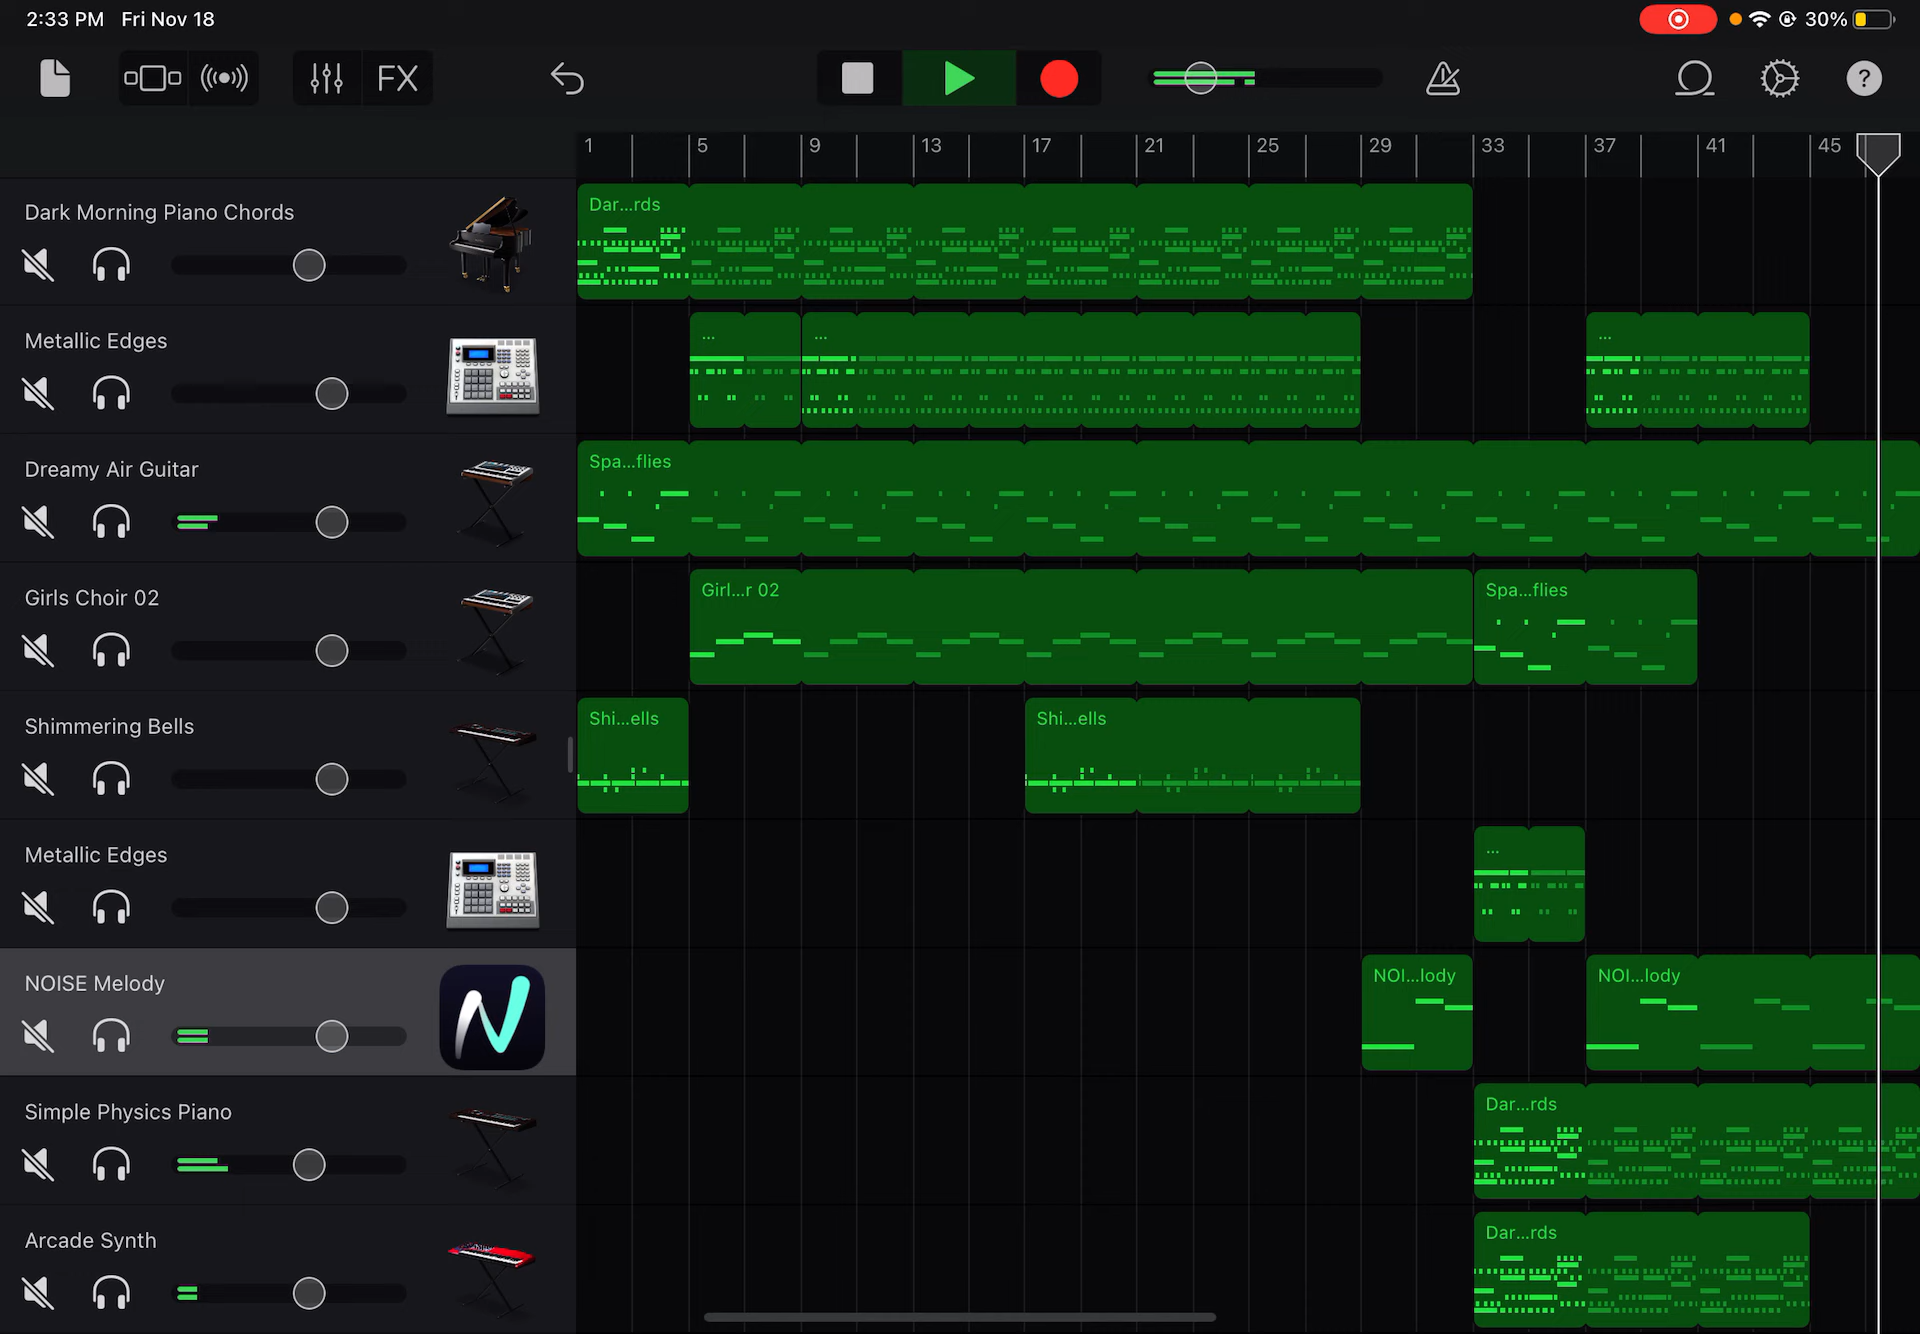 2:33 PM Fri Nov 18
30%
FX
?
1 5 9 13 17 21 25 29 33 37 41 45
Dark Morning Piano Chords
Dar...rds
Metallic Edges
... ... ...
Dreamy Air Guitar
Spa...flies
Girls Choir 02
Girl...r 02
Spa...flies
Shimmering Bells
Shi...ells
Shi...ells
Metallic Edges
...
NOISE Melody
N
NOI...lody
NOI...lody
Simple Physics Piano
Dar...rds
Arcade Synth
Dar...rds